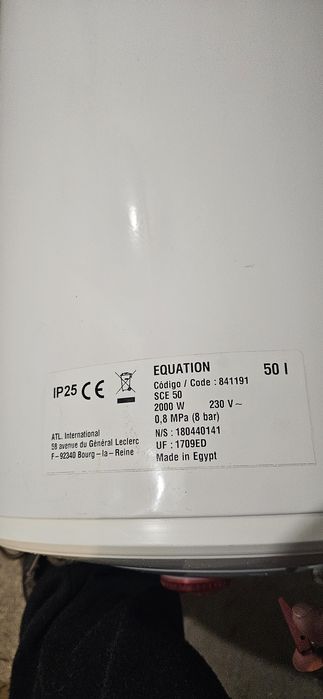 EQUATION 50 l
IP25 CE
Código / Code : 841191
SCE 50
2000 W 230 V ~
0,8 MPa (8 bar)
N/S : 180440141
UF : 1709ED
Made in Egypt
ATL. International
58 avenue du Général Leclerc
F-92340 Bourg-la-Reine